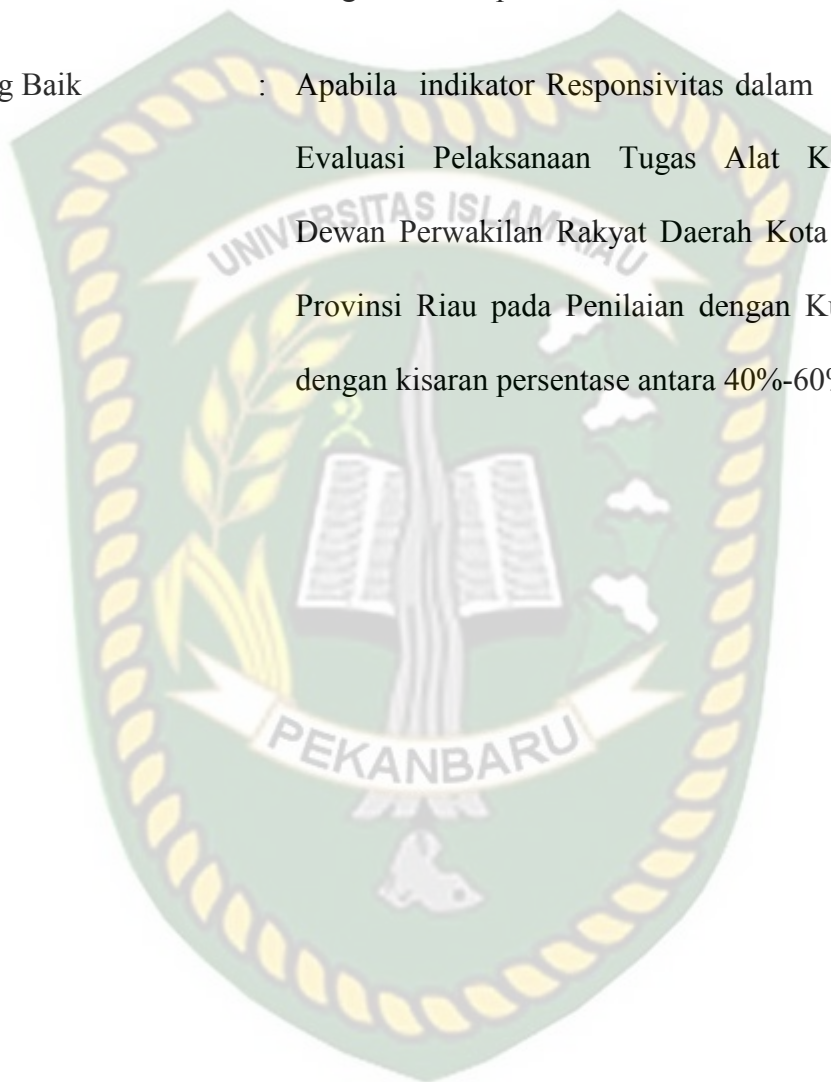 g Baik : Apabila indikator Responsivitas dalam
Evaluasi Pelaksanaan Tugas Alat K
Dewan Perwakilan Rakyat Daerah Kota
Provinsi Riau pada Penilaian dengan Ku
dengan kisaran persentase antara 40%-60%
UNIVERSITAS ISLAM RIAU
PEKANBARU